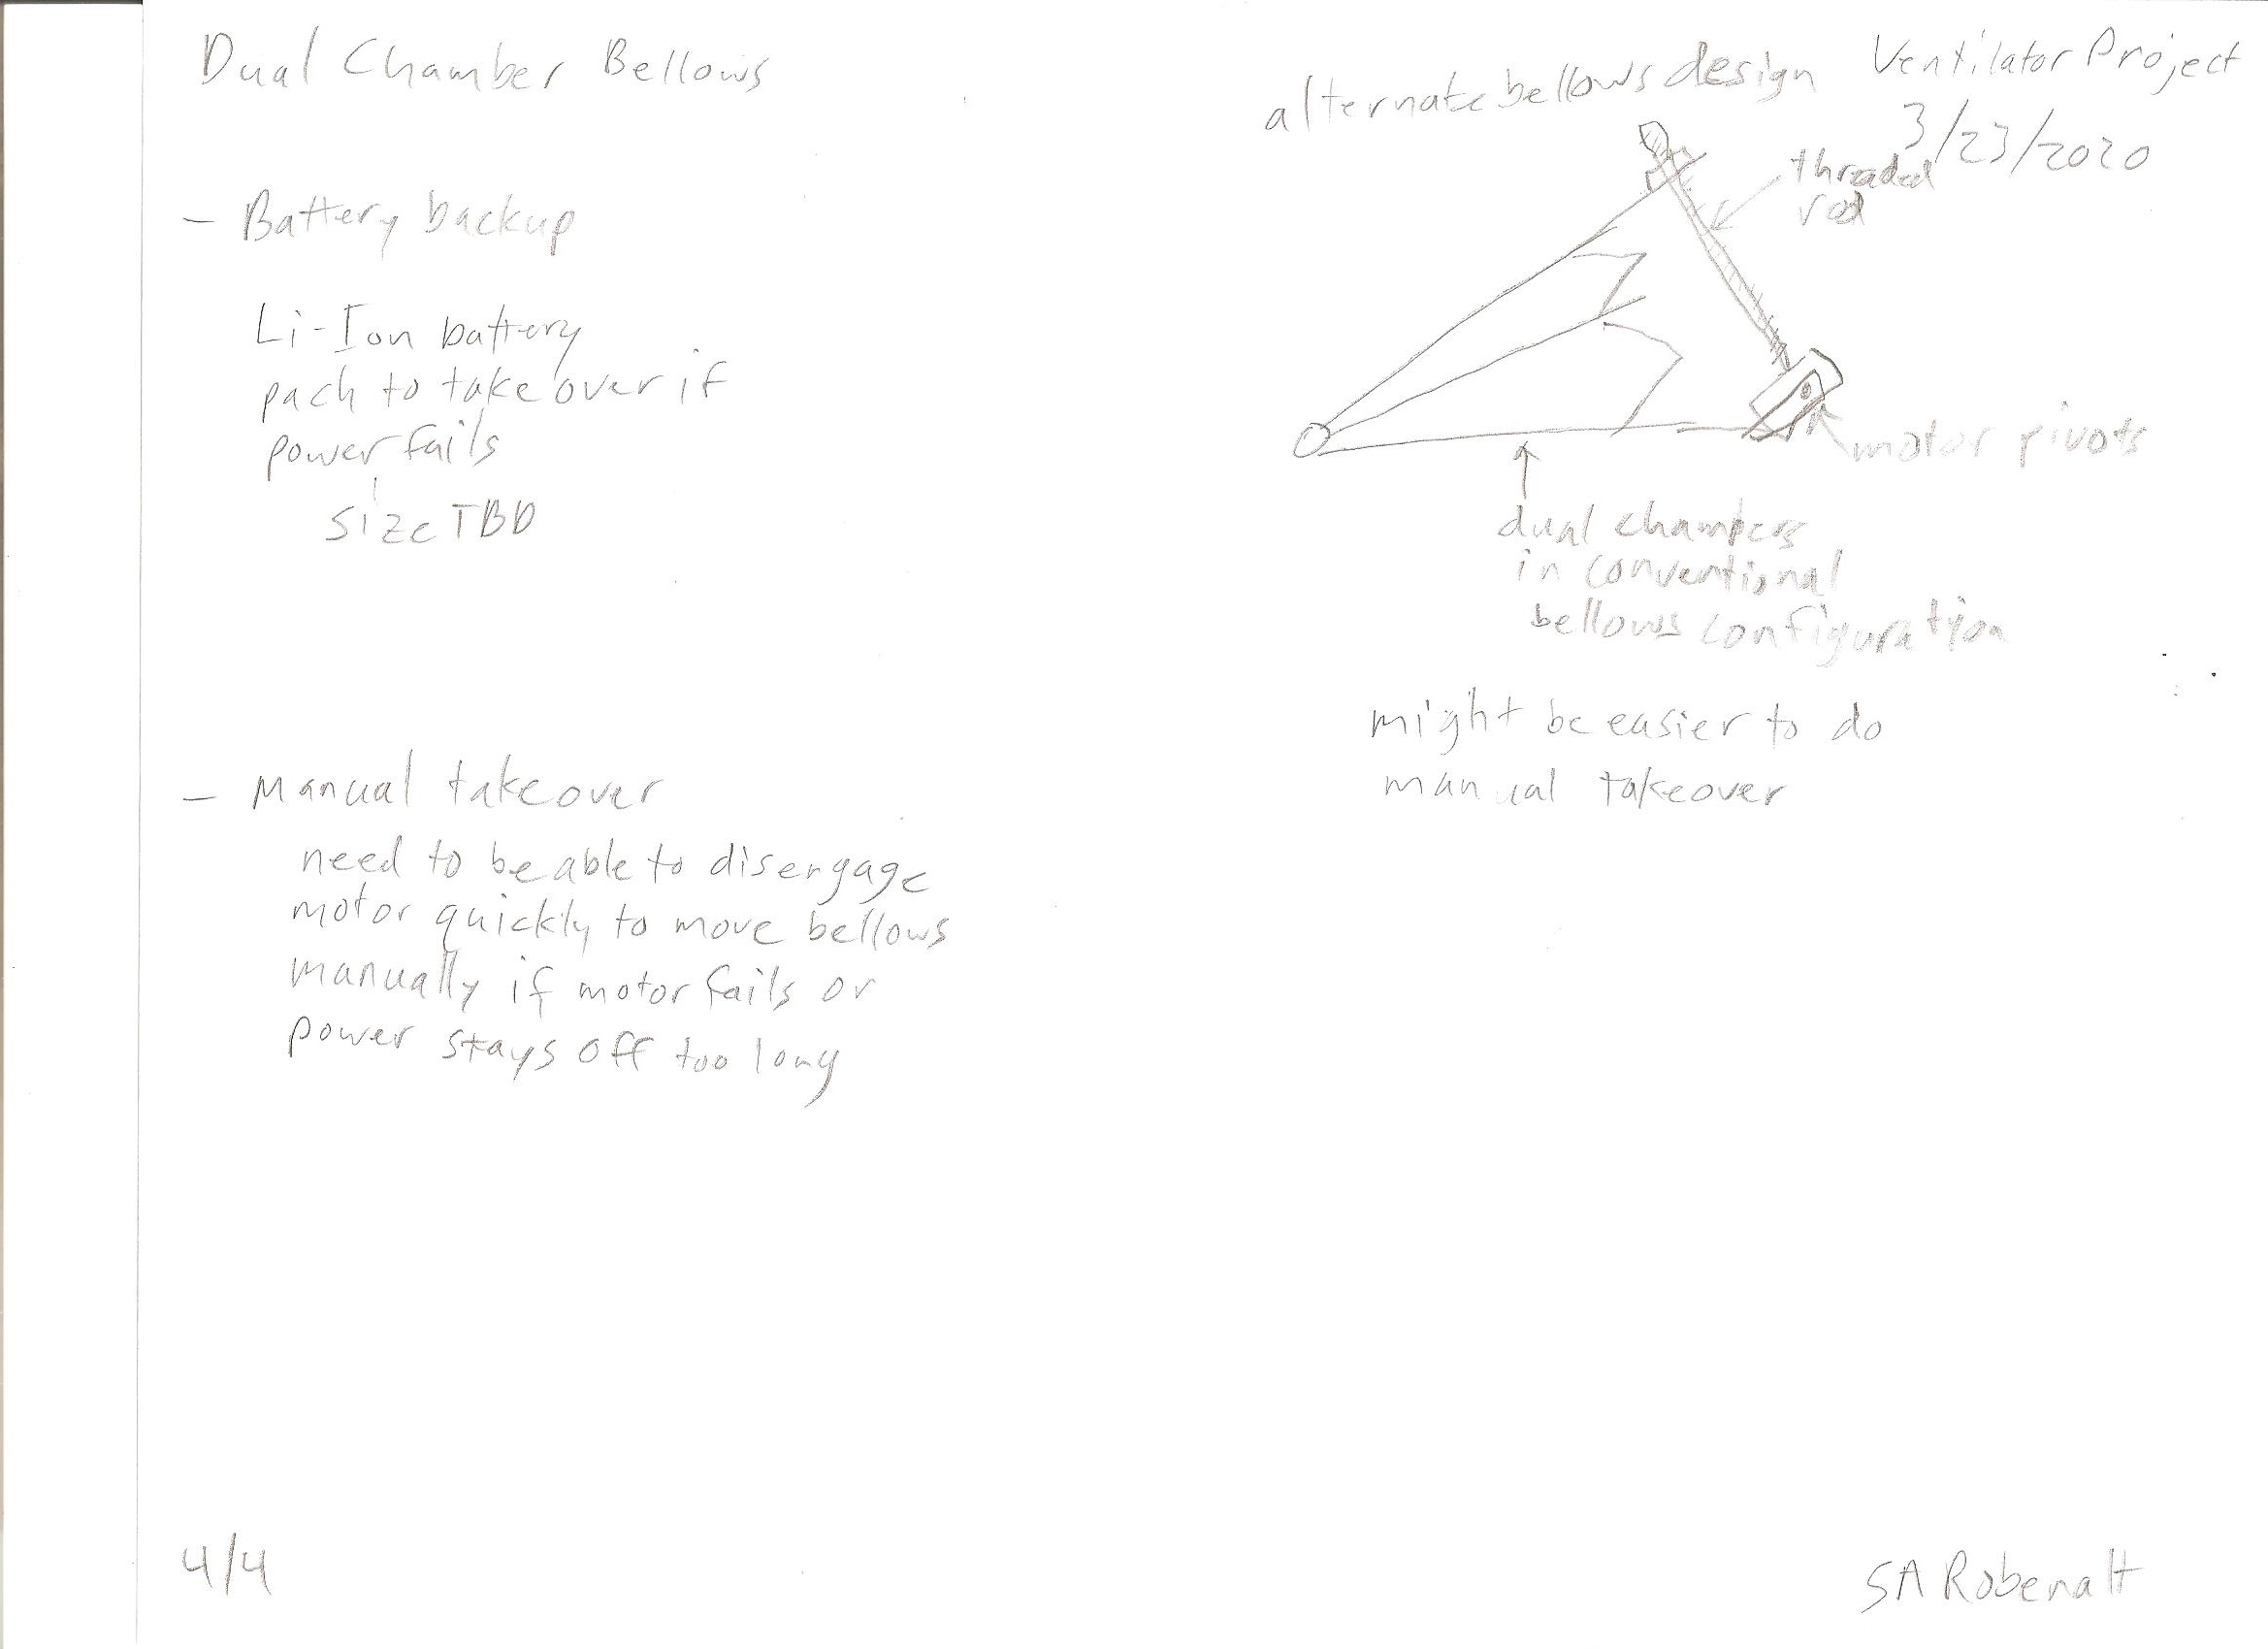 Dual Chamber Bellows
- Battery backup
Li-Ion battery
pack to take over if
power fails
size TBD
- Manual takeover
need to be able to disengage
motor quickly to move bellows
manually if motor fails or
power stays off too long
4/4
Ventilator Project
3/23/2020
alternate bellows design
threaded
rod
motor pivots
dual chambers
in conventional
bellows configuration
might be easier to do
manual takeover
SA Robenalt